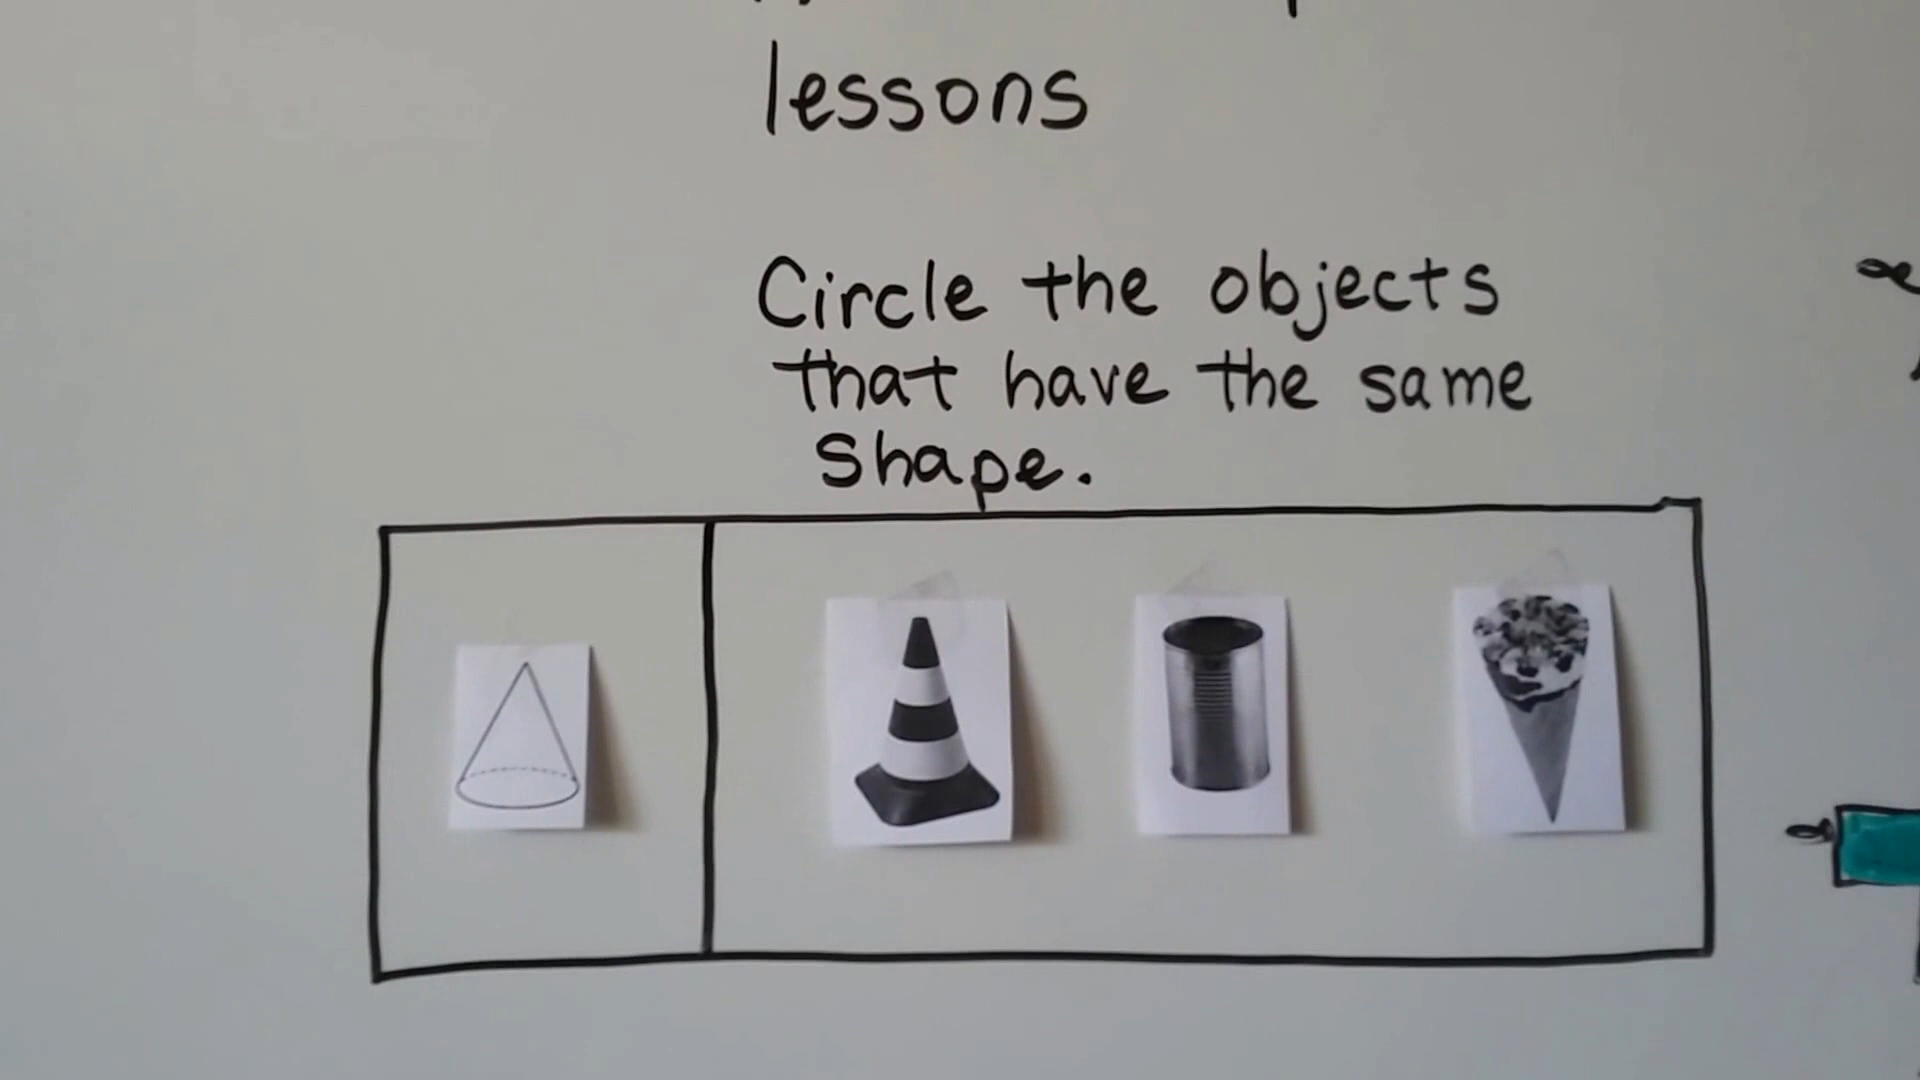 lessons
Circle the objects
that have the same
shape.